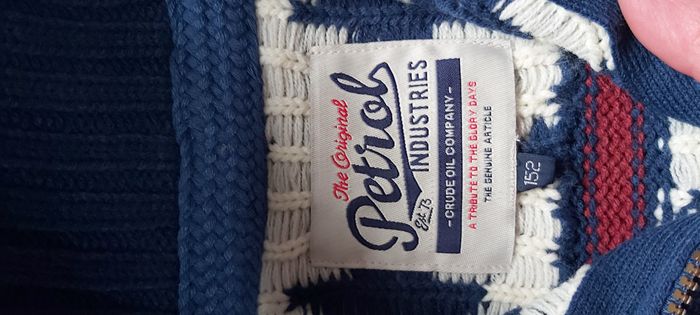 The Original
Petrol
Est. 73
INDUSTRIES
-CRUDE OIL COMPANY-
A TRIBUTE TO THE GLORY DAYS
THE GENUINE ARTICLE
152